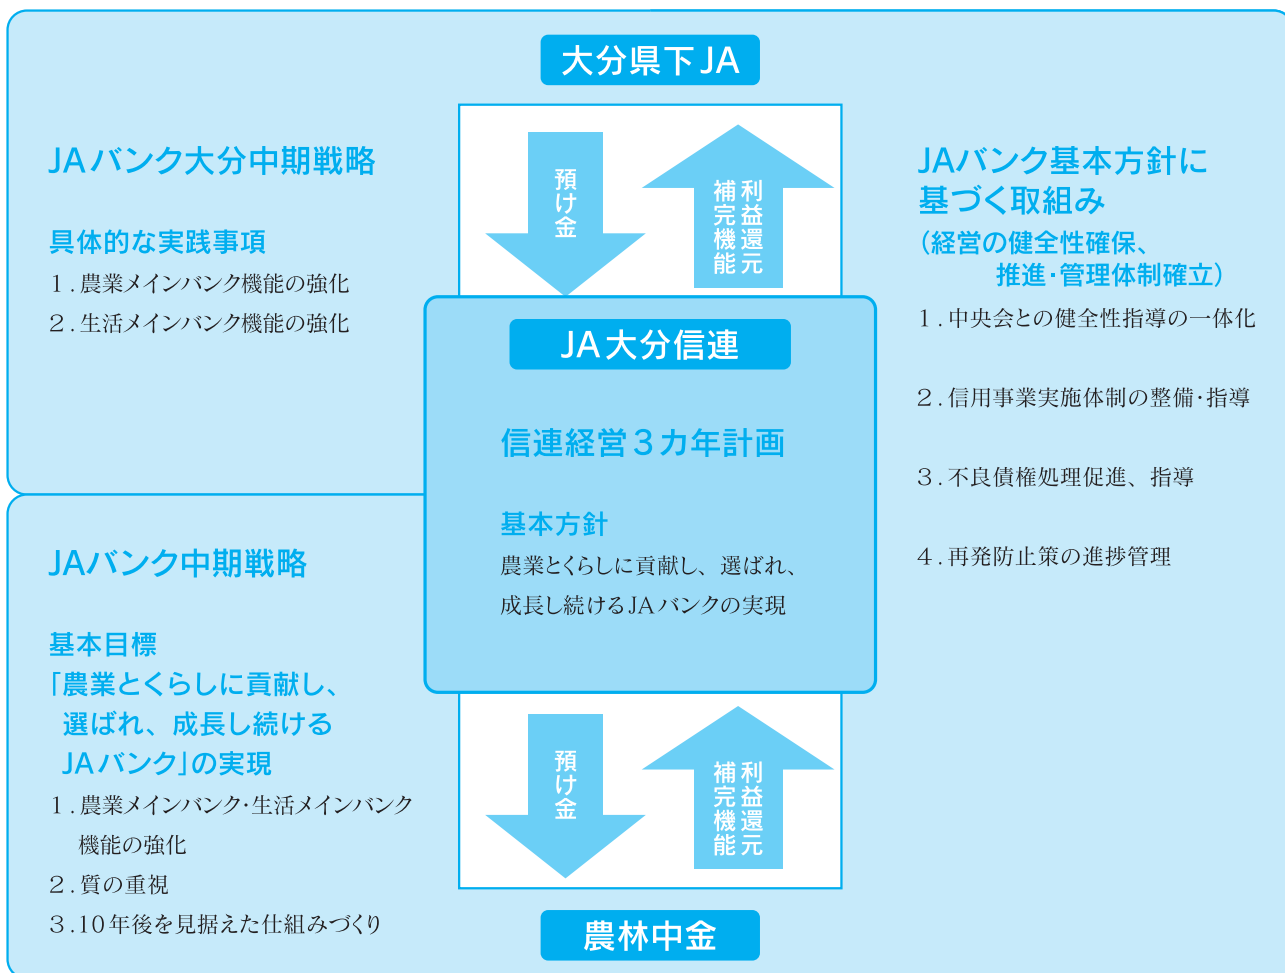 大分県下JA
JAバンク大分中期戦略
具体的な実践事項
1.農業メインバンク機能の強化
2.生活メインバンク機能の強化
預け金
利益還元
補完機能
JAバンク基本方針に
基づく取組み
(経営の健全性確保、
推進・管理体制確立)
1.中央会との健全性指導の一体化
2.信用事業実施体制の整備・指導
3.不良債権処理促進、指導
4.再発防止策の進捗管理
JA大分信連
信連経営3カ年計画
基本方針
農業とくらしに貢献し、選ばれ、
成長し続けるJAバンクの実現
JAバンク中期戦略
基本目標
「農業とくらしに貢献し、
選ばれ、成長し続ける
JAバンク」の実現
1.農業メインバンク・生活メインバンク
機能の強化
2.質の重視
3.10年後を見据えた仕組みづくり
預け金
利益還元
補完機能
農林中金